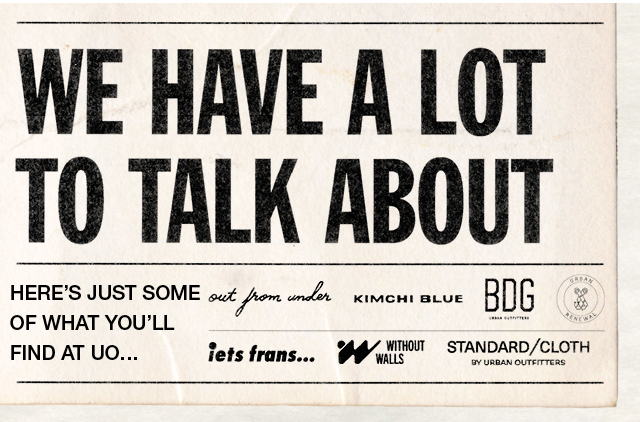 WE HAVE A LOT
TO TALK ABOUT
HERE'S JUST SOME
OF WHAT YOU'LL
FIND AT UO...
out from under
KIMCHI BLUE
BDG
URBAN OUTFITTERS
URBAN
RENEWAL
iets frans...
WITHOUT
WALLS
STANDARD/CLOTH
BY URBAN OUTFITTERS